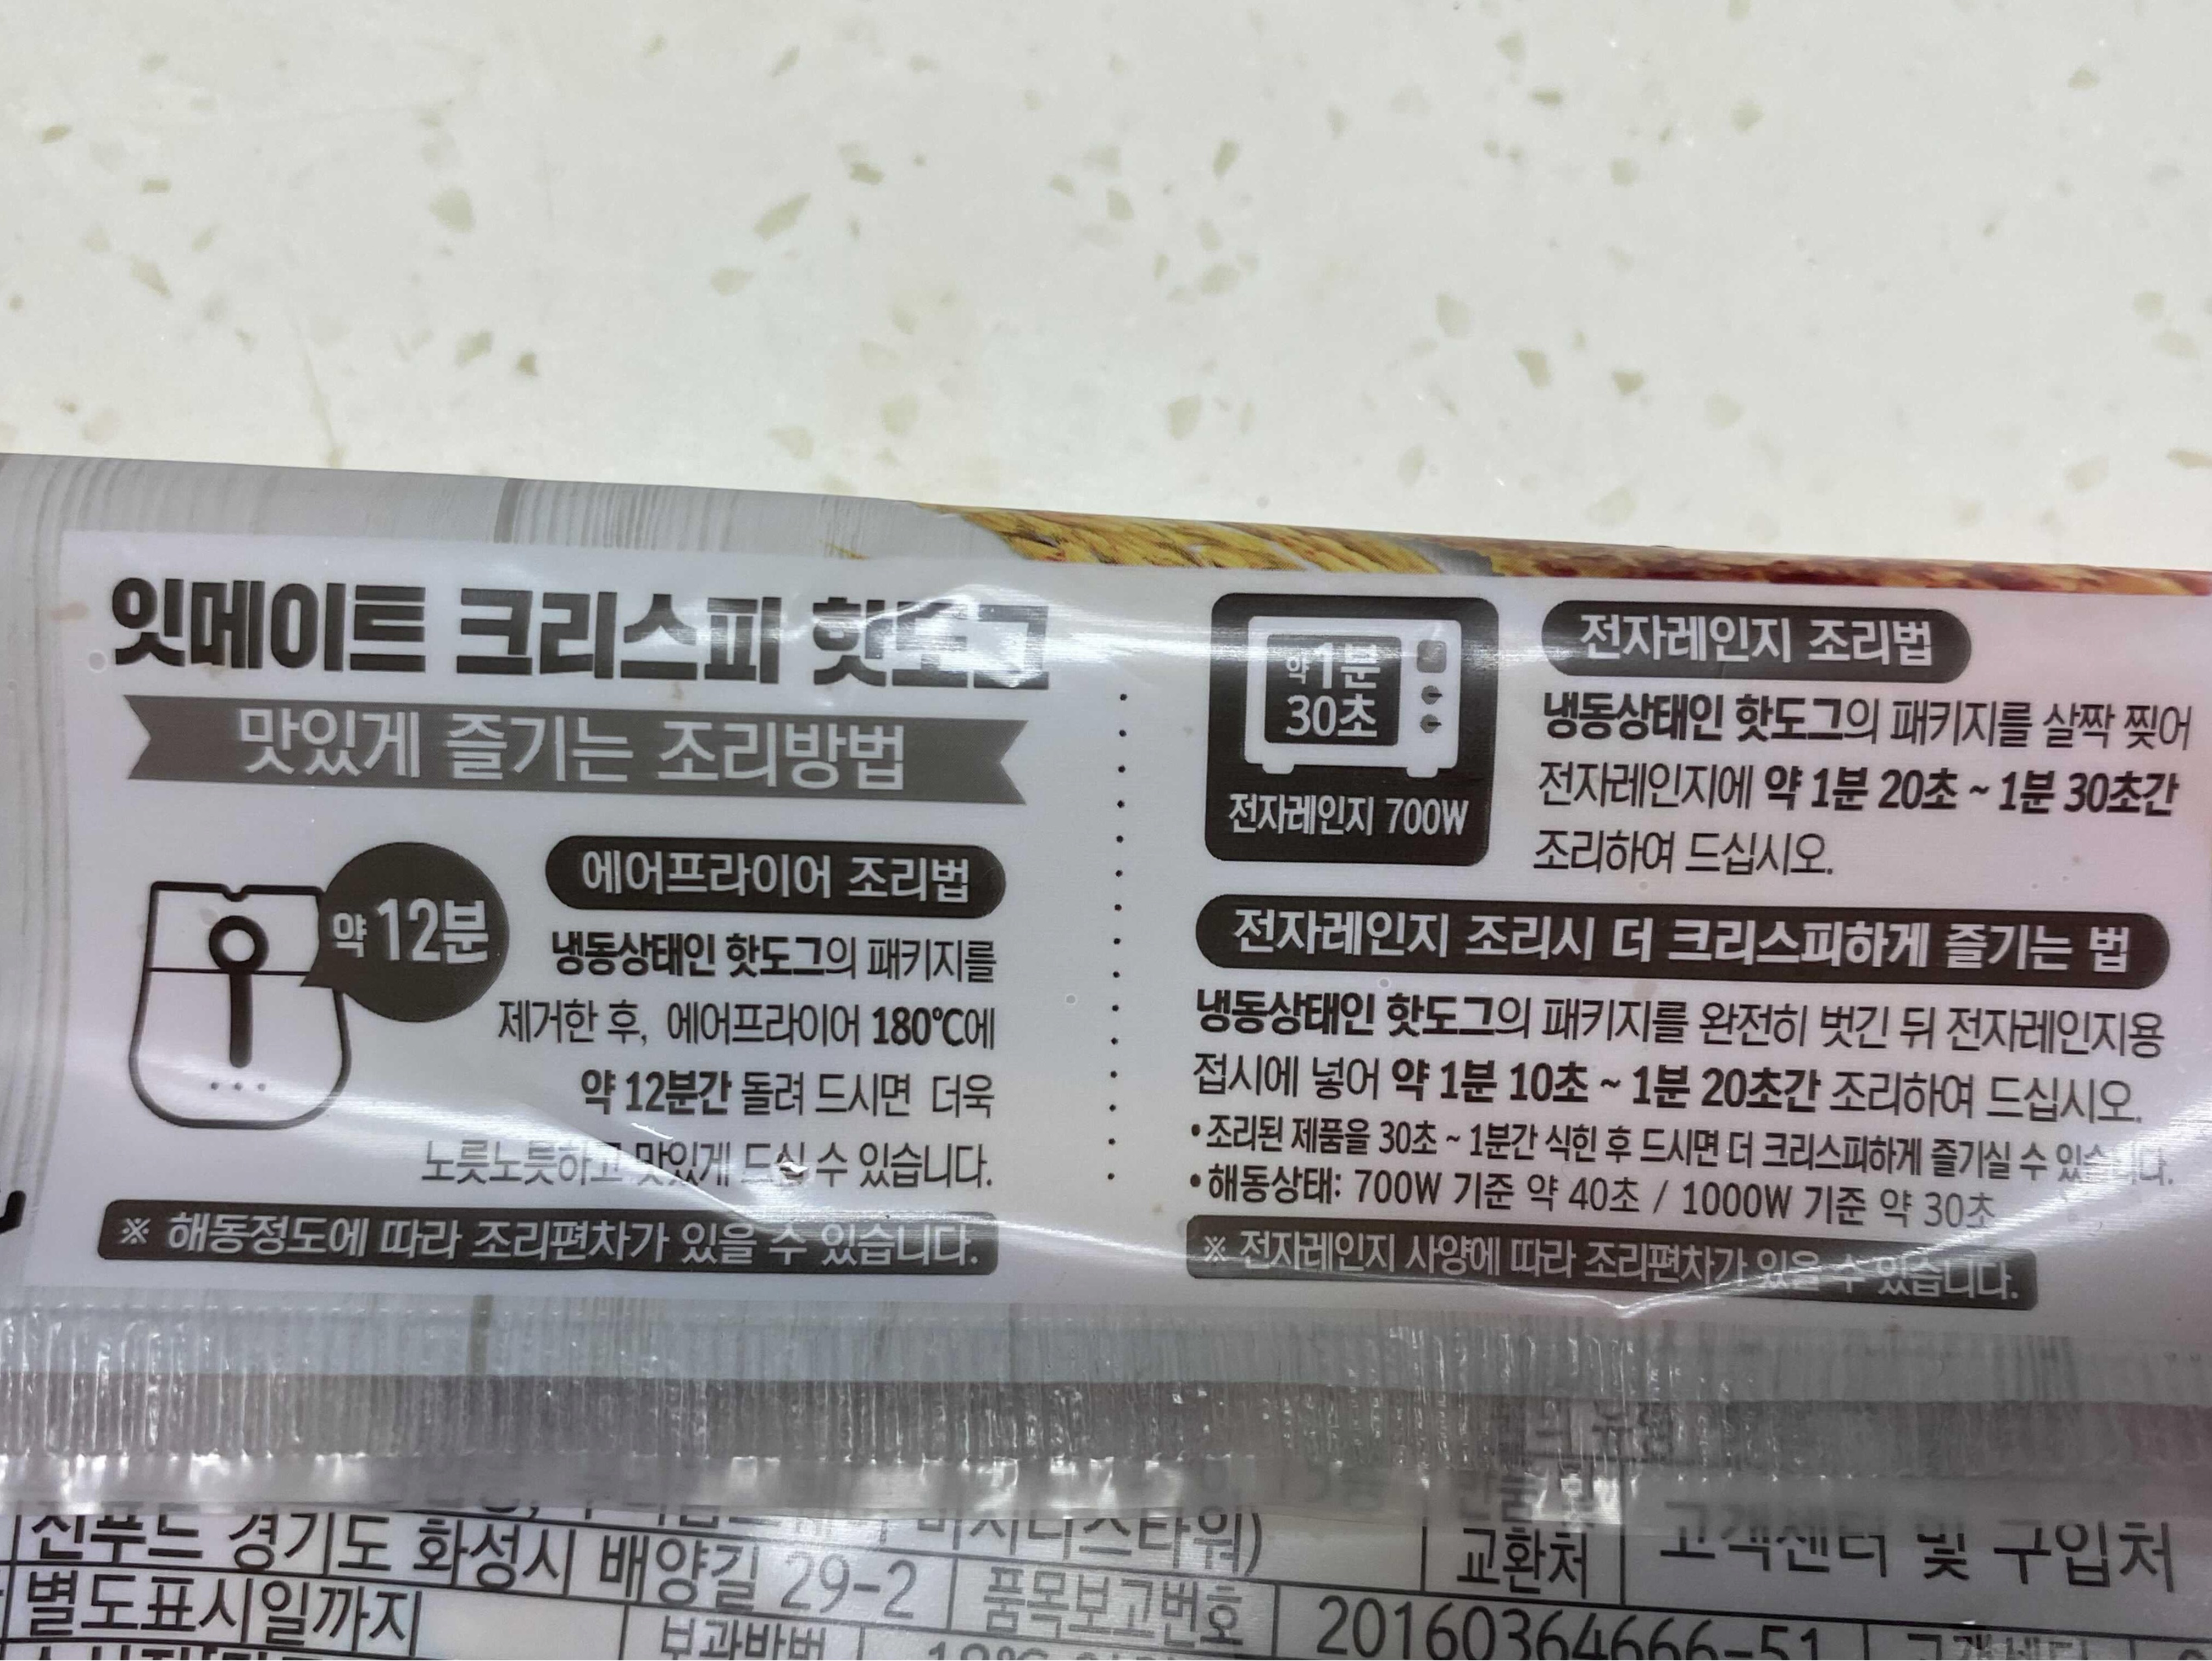 잇메이트 크리스피 핫도그
맛있게 즐기는 조리방법
약 12분
에어프라이어 조리법
냉동상태인 핫도그의 패키지를
제거한 후, 에어프라이어 180℃에
약 12분간 돌려 드시면 더욱
노릇노릇하고 맛있게 드실 수 있습니다.
※ 해동정도에 따라 조리편차가 있을 수 있습니다.
약 1분
30초
전자레인지 700W
전자레인지 조리법
냉동상태인 핫도그의 패키지를 살짝 찢어
전자레인지에 약 1분 20초 ~ 1분 30초간
조리하여 드십시오.
전자레인지 조리시 더 크리스피하게 즐기는 법
냉동상태인 핫도그의 패키지를 완전히 벗긴 뒤 전자레인지용
접시에 넣어 약 1분 10초 ~ 1분 20초간 조리하여 드십시오.
•조리된 제품을 30초 ~ 1분간 식힌 후 드시면 더 크리스피하게 즐기실 수 있습니다.
•해동상태: 700W 기준 약 40초 / 1000W 기준 약 30초
※ 전자레인지 사양에 따라 조리편차가 있을 수 있습니다.
교환처 고객센터 및 구입처
경기도 화성시 배양길 29-2 품목보고번호 20160364666-51
별도표시일까지 보관방법